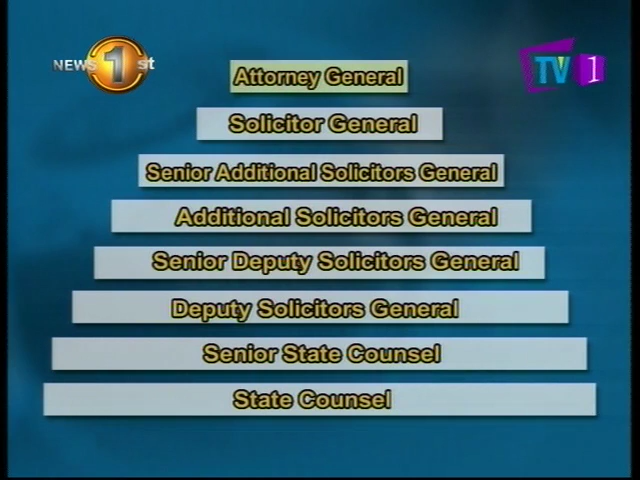 NEWS 1st
TV 1
Attorney General
Solicitor General
Senior Additional Solicitors General
Additional Solicitors General
Senior Deputy Solicitors General
Deputy Solicitors General
Senior State Counsel
State Counsel